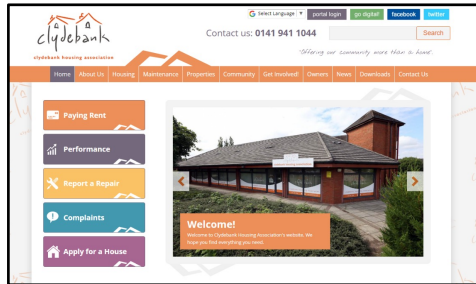 Select Language ▼
portal login
go digital!
facebook
twitter
clydebank
clydebank housing association
Contact us: 0141 941 1044
Search
'Offering our community more than a home'.
Home About Us Housing Maintenance Properties Community Get Involved! Owners News Downloads Contact Us
Paying Rent
Performance
Report a Repair
Complaints
Apply for a House
Welcome!
Welcome to Clydebank Housing Association's website. We
hope you find everything you need.